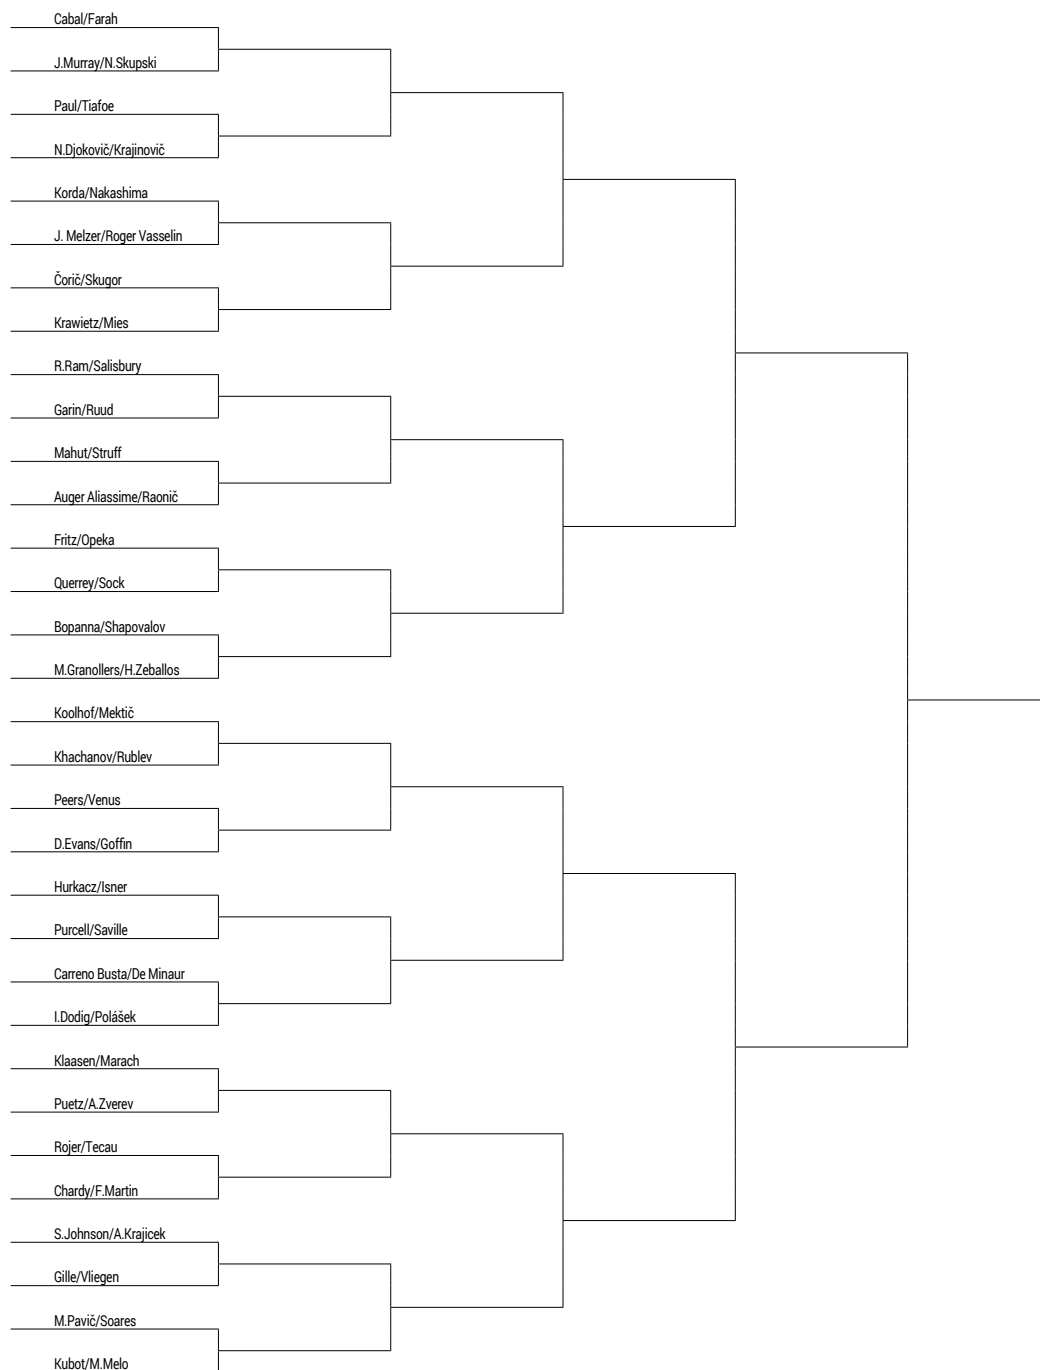 Cabal/Farah
J.Murray/N.Skupski
Paul/Tiafoe
N.Djokovič/Krajinovič
Korda/Nakashima
J. Melzer/Roger Vasselin
Čorič/Skugor
Krawietz/Mies
R.Ram/Salisbury
Garin/Ruud
Mahut/Struff
Auger Aliassime/Raonič
Fritz/Opeka
Querrey/Sock
Bopanna/Shapovalov
M.Granollers/H.Zeballos
Koolhof/Mektič
Khachanov/Rublev
Peers/Venus
D.Evans/Goffin
Hurkacz/Isner
Purcell/Saville
Carreno Busta/De Minaur
I.Dodig/Polášek
Klaasen/Marach
Puetz/A.Zverev
Rojer/Tecau
Chardy/F.Martin
S.Johnson/A.Krajicek
Gille/Vliegen
M.Pavič/Soares
Kubot/M.Melo